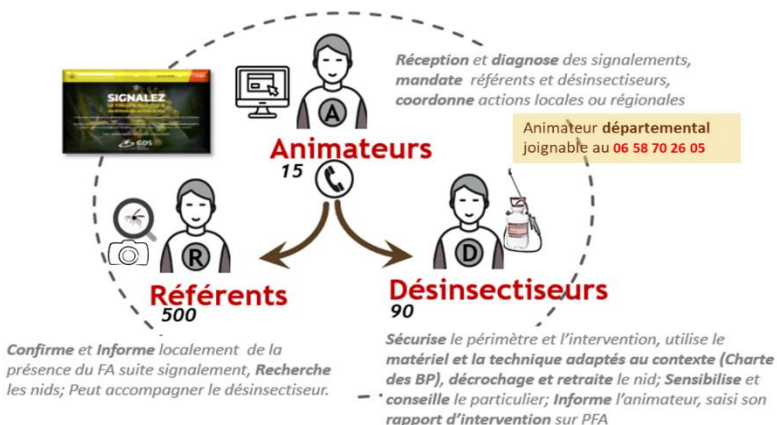 Réception et diagnose des signalements,
mandate référents et désinsectiseurs,
coordonne actions locales ou régionales
SIGNALEZ
GDS
A
Animateurs
15
Animateur départemental
joignable au 06 58 70 26 05
R
Référents
500
D
Désinsectiseurs
90
Confirme et Informe localement de la
présence du FA suite signalement, Recherche
les nids; Peut accompagner le désinsectiseur.
Sécurise le périmètre et l'intervention, utilise le
matériel et la technique adaptés au contexte (Charte
des BP), décrochage et retraite le nid; Sensibilise et
conseille le particulier; Informe l'animateur, saisi son
rapport d'intervention sur PFA